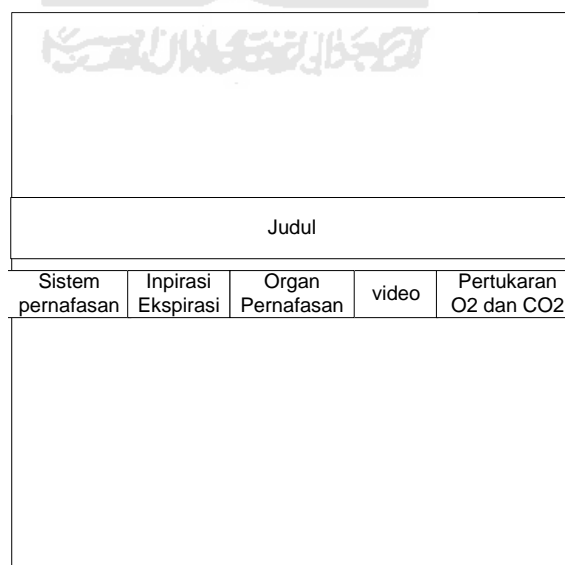 Judul
Sistem
pernafasan
Inpirasi
Ekspirasi
Organ
Pernafasan
video
Pertukaran
O2 dan CO2